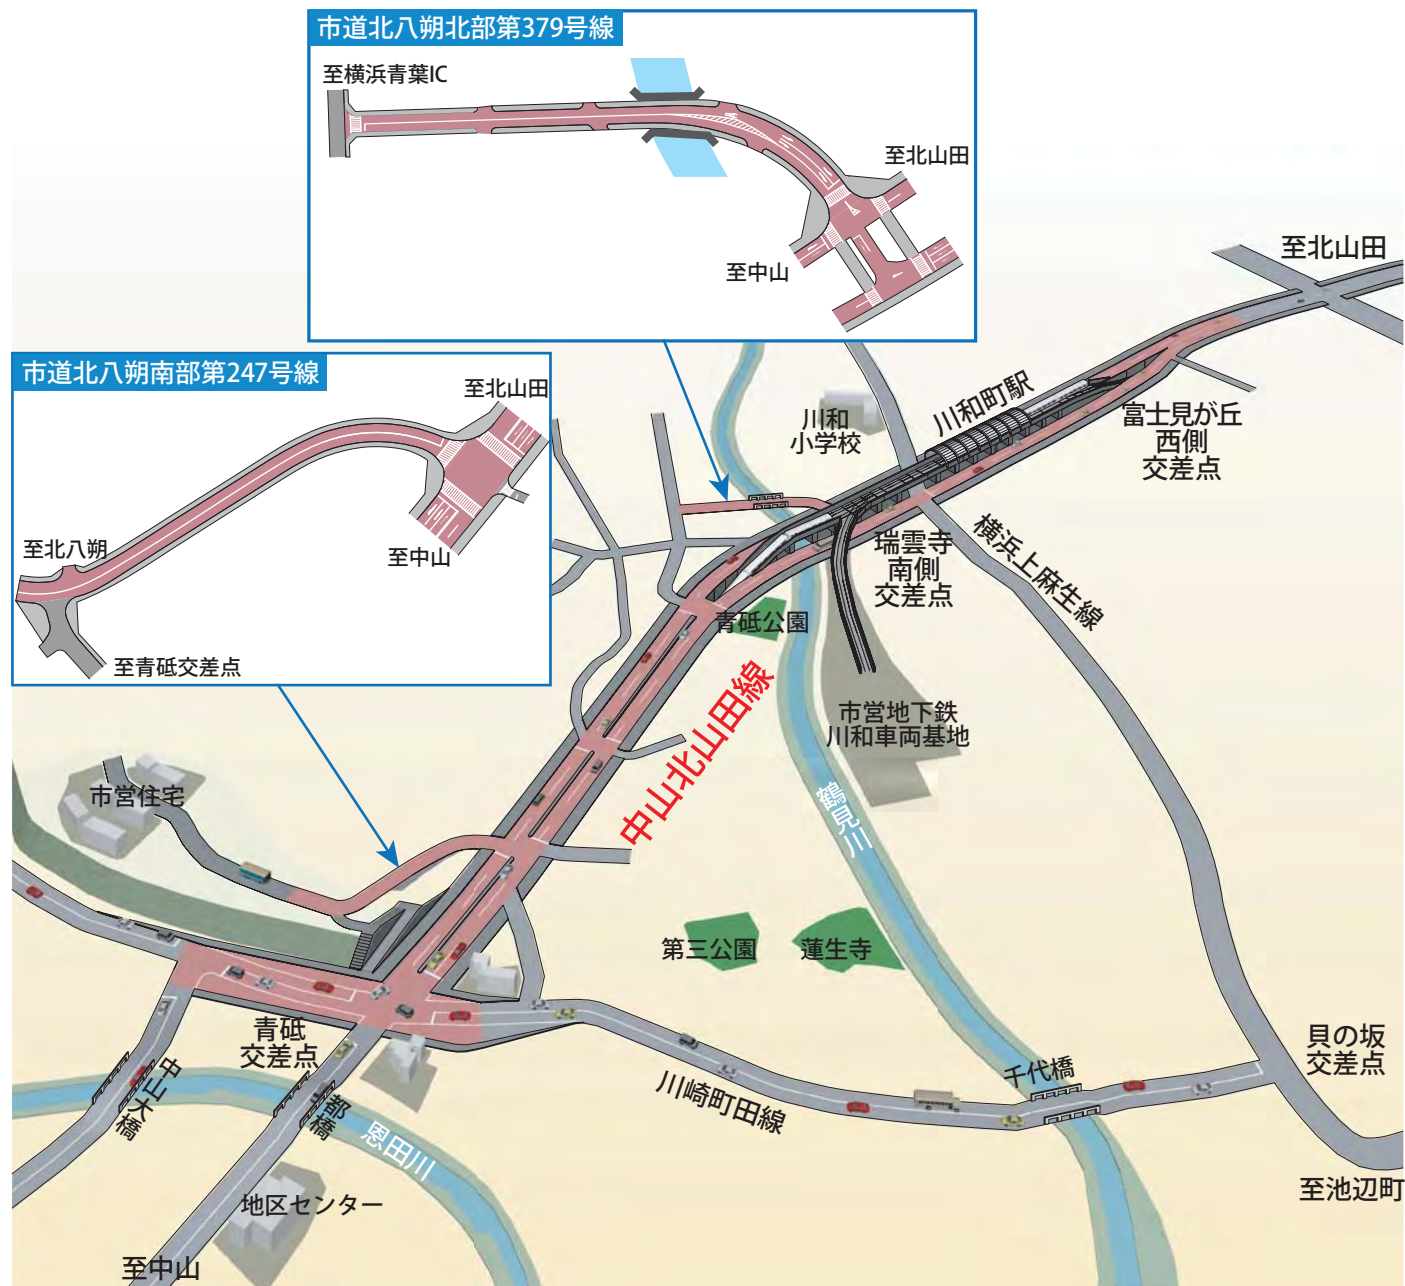 市道北八朔北部第379号線
至横浜青葉IC
至北山田
至中山
市道北八朔南部第247号線
至北山田
至北八朔
至中山
至青砥交差点
至北山田
川和町駅
川和
小学校
富士見が丘
西側
交差点
瑞雲寺
南側
交差点
横浜上麻生線
青砥公園
中山北山田線
市営地下鉄
川和車両基地
鶴見川
市営住宅
第三公園
蓮生寺
青砥
交差点
中山大橋
都橋
恩田川
川崎町田線
千代橋
貝の坂
交差点
地区センター
至池辺町
至中山